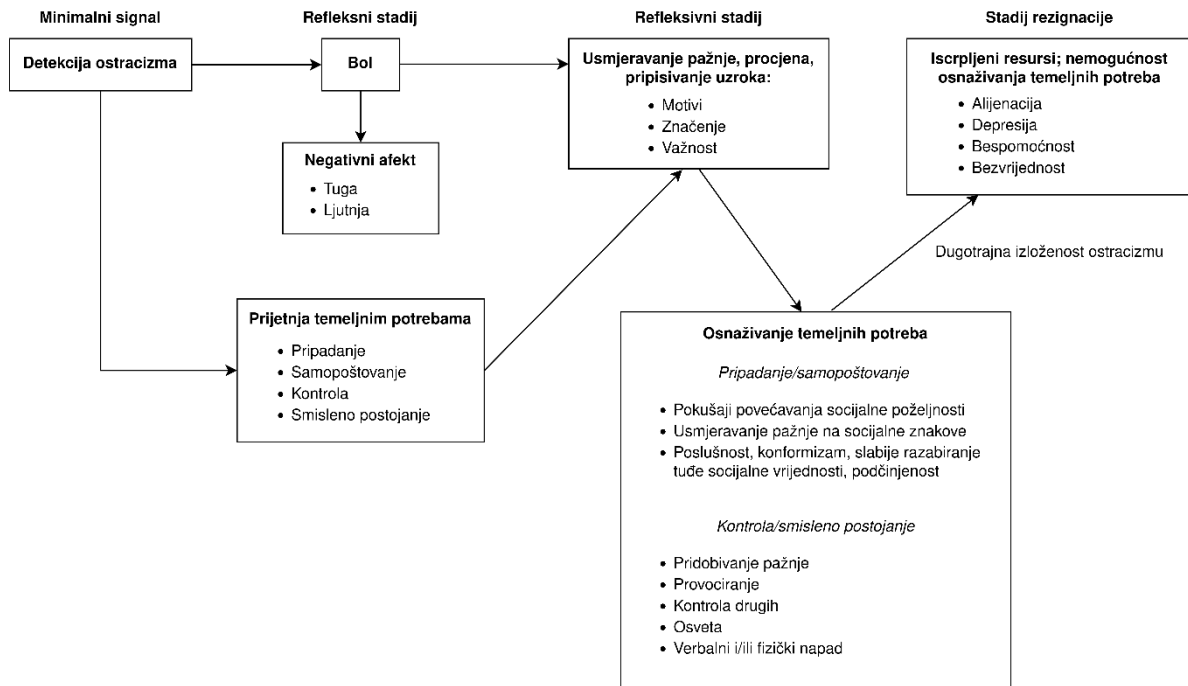 Minimalni signal
Refleksni stadij
Refleksivni stadij
Stadij rezignacije
Detekcija ostracizma
Bol
Usmjeravanje pažnje, procjena,
pripisivanje uzroka:
• Motivi
• Značenje
• Važnost
Iscrpljeni resursi; nemogućnost
osnaživanja temeljnih potreba
• Alijenacija
• Depresija
• Bespomoćnost
• Bezvrijednost
Negativni afekt
• Tuga
• Ljutnja
Dugotrajna izloženost ostracizmu
Prijetnja temeljnim potrebama
• Pripadanje
• Samopoštovanje
• Kontrola
• Smisleno postojanje
Osnaživanje temeljnih potreba
Pripadanje/samopoštovanje
• Pokušaji povećavanja socijalne poželjnosti
• Usmjeravanje pažnje na socijalne znakove
• Poslušnost, konformizam, slabije razabiranje
tuđe socijalne vrijednosti, podčinjenost
Kontrola/smisleno postojanje
• Pridobivanje pažnje
• Provociranje
• Kontrola drugih
• Osveta
• Verbalni i/ili fizički napad